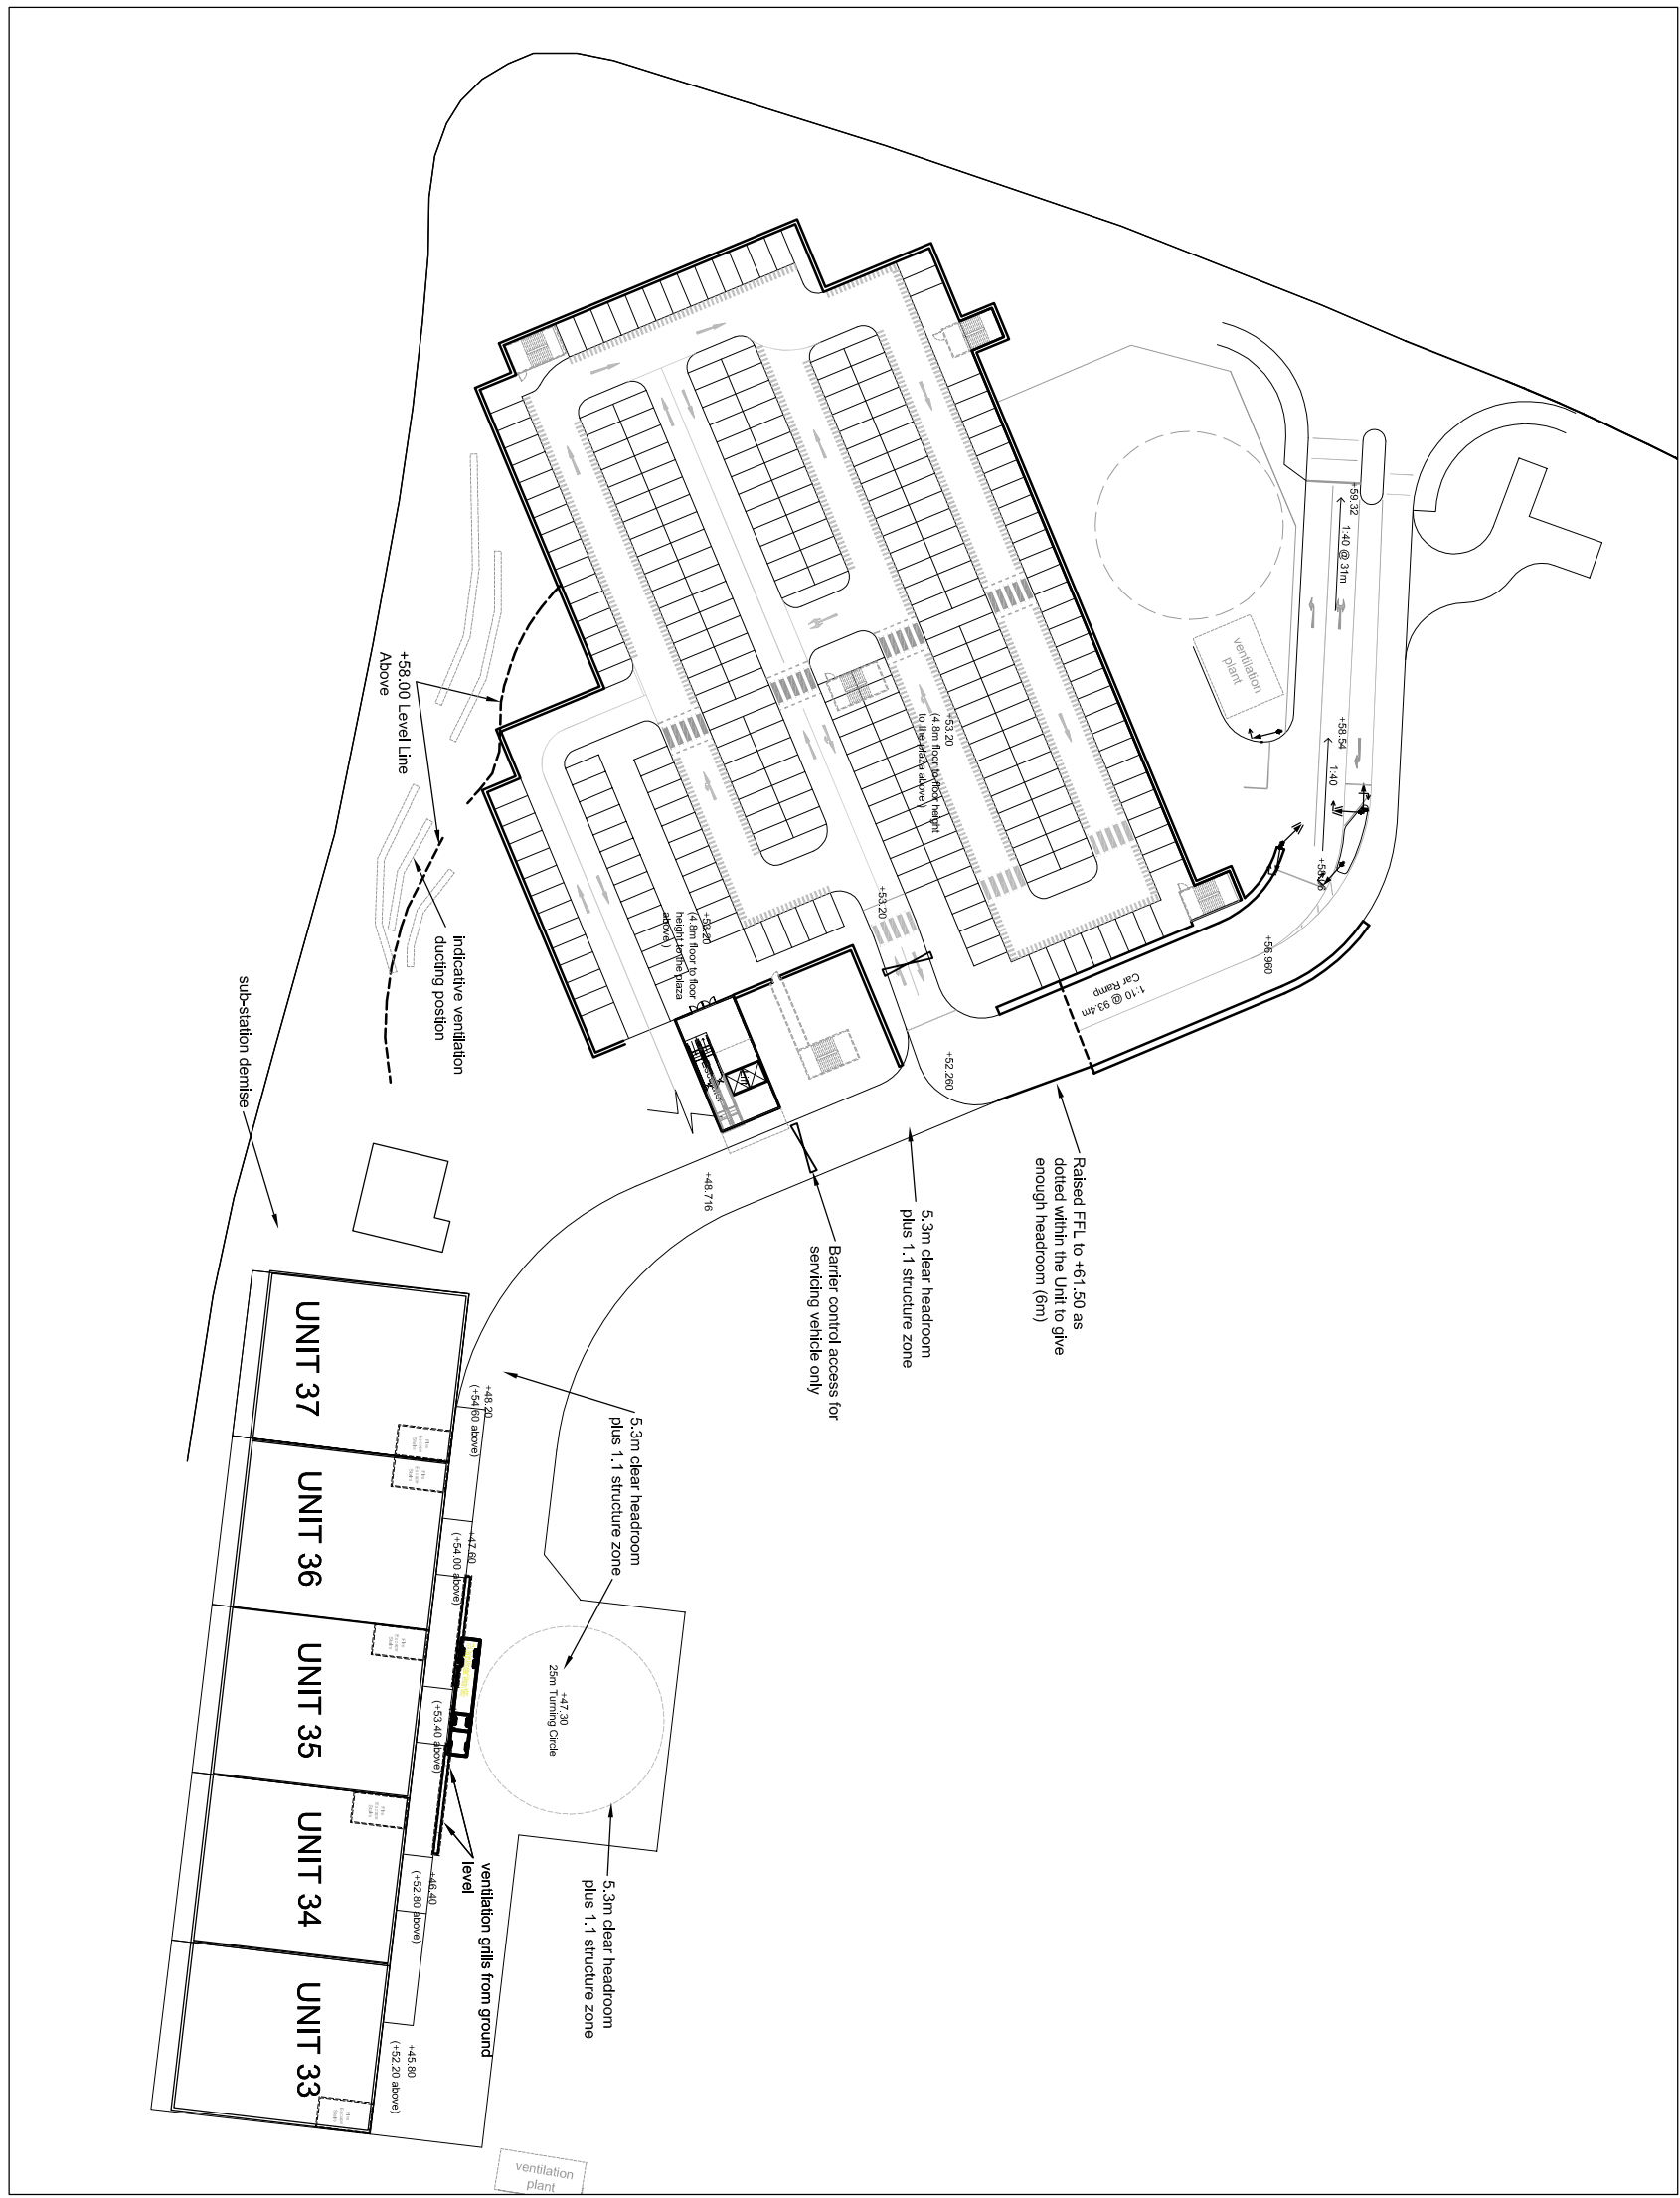 +59.32
1:40 @ 31m
ventilation
plant
+58.54
1:40
+56.960
1:10 @ 93.4m
Car Ramp
+53.20
(4.8m floor to floor height
to the plaza above)
+53.20
+53.20
(4.8m floor to floor
height to the plaza
above)
+58.00 Level Line
Above
indicative ventilation
ducting postion
sub-station demise
+52.260
+48.716
Raised FFL to +61.50 as
dotted within the Unit to give
enough headroom (6m)
5.3m clear headroom
plus 1.1 structure zone
Barrier control access for
servicing vehicle only
5.3m clear headroom
plus 1.1 structure zone
+48.20
(+54.60 above)
+47.60
(+54.00 above)
+47.30
25m Turning Circle
(+53.40 above)
+46.40
(+52.80 above)
+45.80
(+52.20 above)
5.3m clear headroom
plus 1.1 structure zone
ventilation grills from ground
level
UNIT 37
UNIT 36
UNIT 35
UNIT 34
UNIT 33
ventilation
plant